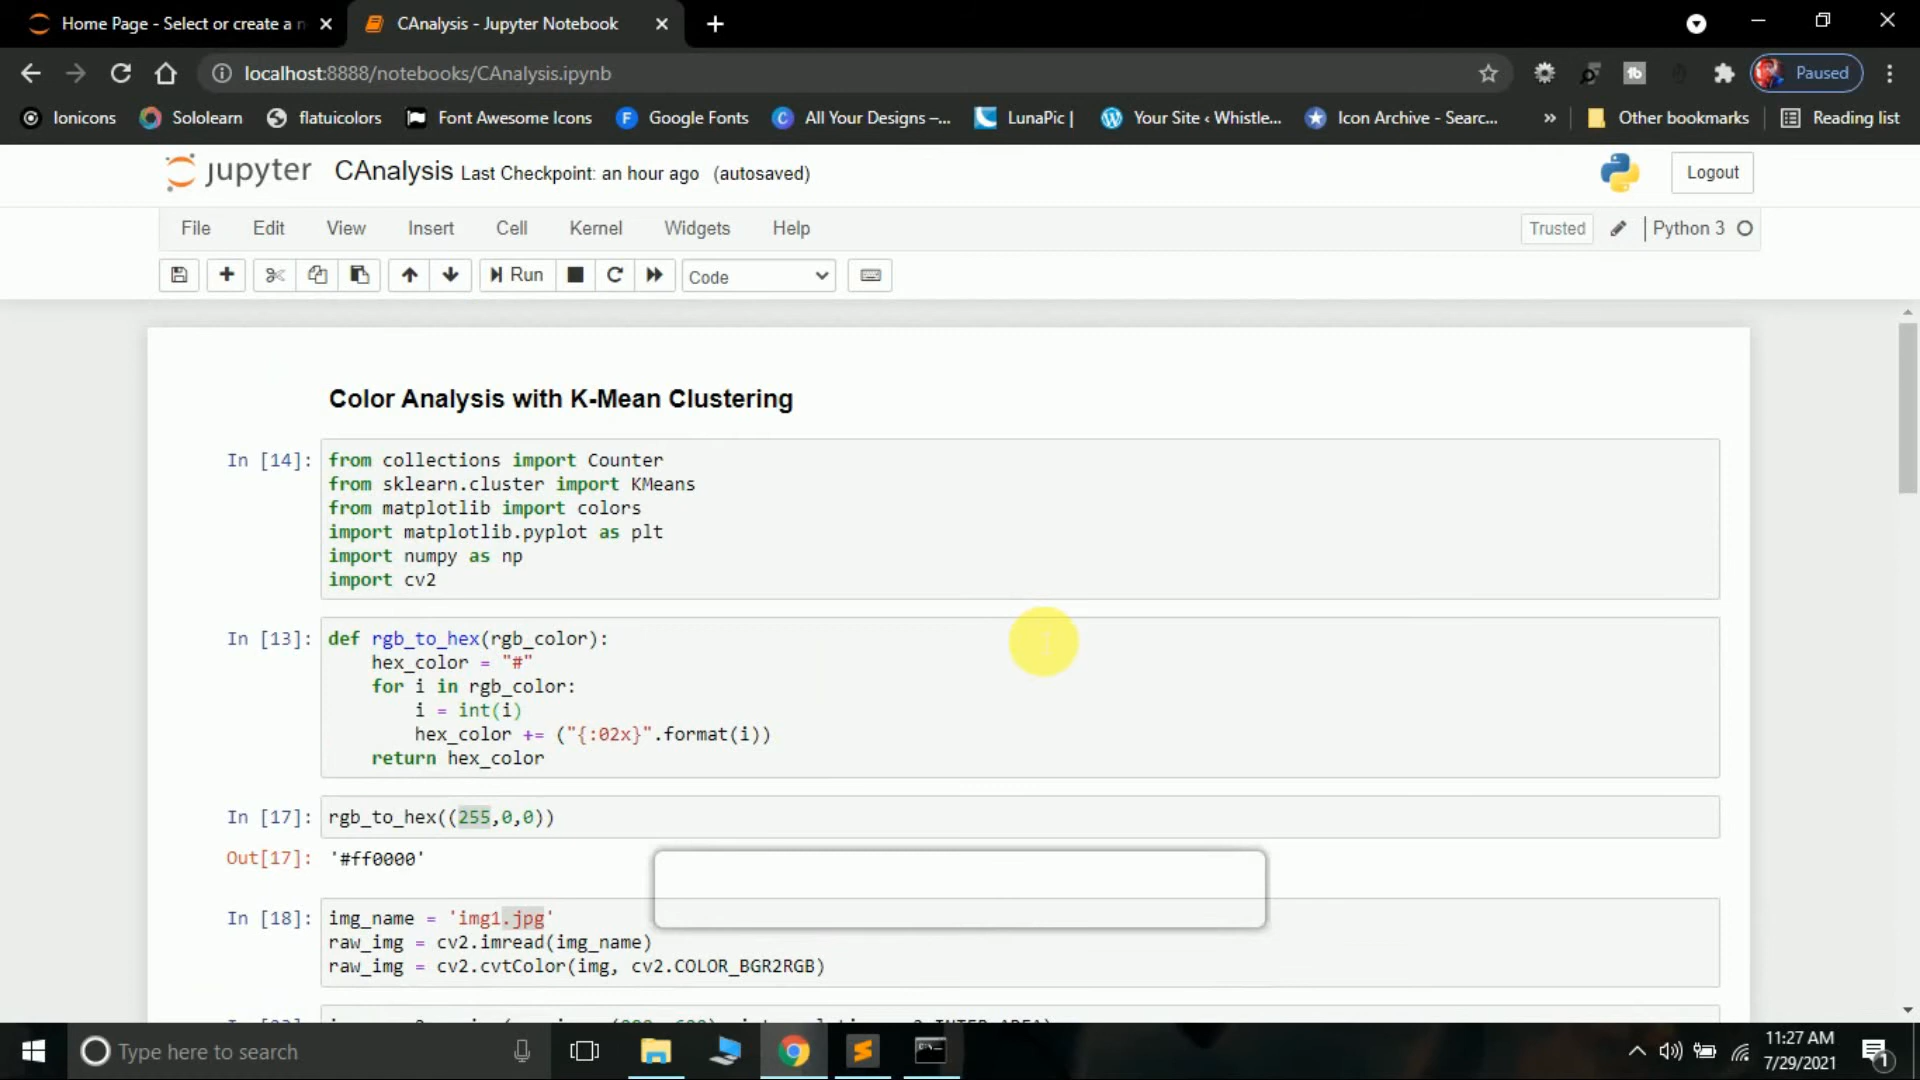 Home Page - Select or create a n
CAnalysis - Jupyter Notebook
localhost:8888/notebooks/CAnalysis.ipynb
Paused
Ionicons
Sololearn
flatuicolors
Font Awesome Icons
Google Fonts
All Your Designs –...
LunaPic |
Your Site ‹ Whistle...
Icon Archive - Searc...
Other bookmarks
Reading list
jupyter CAnalysis Last Checkpoint: an hour ago (autosaved)
Logout
File Edit View Insert Cell Kernel Widgets Help
Trusted
Python 3
Run
Code
Color Analysis with K-Mean Clustering
In [14]: from collections import Counter
from sklearn.cluster import KMeans
from matplotlib import colors
import matplotlib.pyplot as plt
import numpy as np
import cv2
In [13]: def rgb_to_hex(rgb_color):
hex_color = "#"
for i in rgb_color:
i = int(i)
hex_color += ("{:02x}".format(i))
return hex_color
In [17]: rgb_to_hex((255,0,0))
Out[17]: '#ff0000'
In [18]: img_name = 'img1.jpg'
raw_img = cv2.imread(img_name)
raw_img = cv2.cvtColor(img, cv2.COLOR_BGR2RGB)
Type here to search
11:27 AM
7/29/2021
1